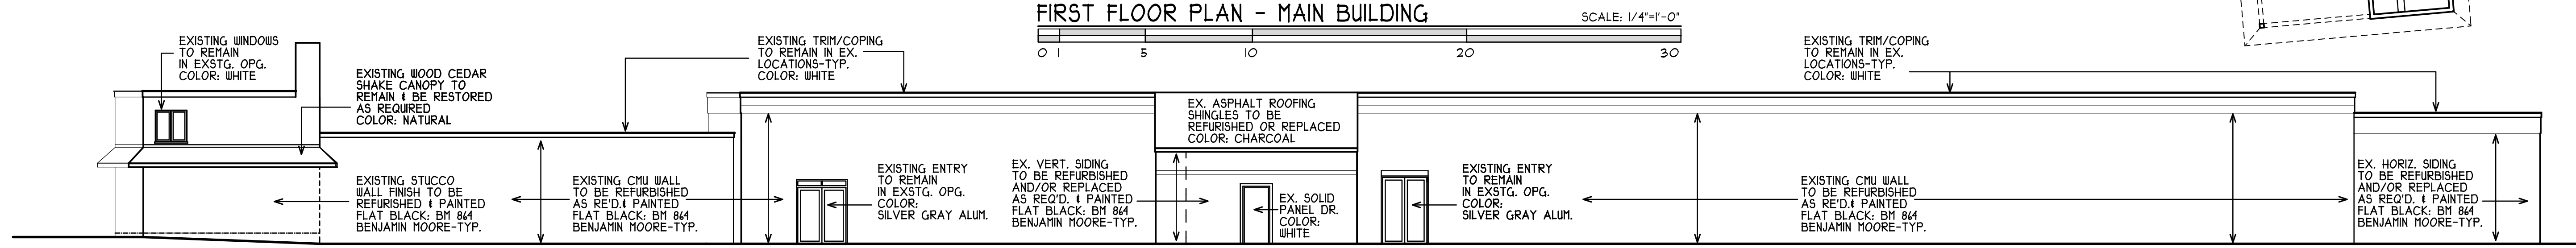 FIRST FLOOR PLAN - MAIN BUILDING
SCALE: 1/4"=1'-0"
0 1 5 10 20 30
EXISTING WINDOWS
TO REMAIN
IN EXSTG. OPG.
COLOR: WHITE
EXISTING WOOD CEDAR
SHAKE CANOPY TO
REMAIN & BE RESTORED
AS REQUIRED
COLOR: NATURAL
EXISTING TRIM/COPING
TO REMAIN IN EX.
LOCATIONS-TYP.
COLOR: WHITE
EXISTING TRIM/COPING
TO REMAIN IN EX.
LOCATIONS-TYP.
COLOR: WHITE
EX. ASPHALT ROOFING
SHINGLES TO BE
REFURISHED OR REPLACED
COLOR: CHARCOAL
EXISTING STUCCO
WALL FINISH TO BE
REFURISHED & PAINTED
FLAT BLACK: BM 864
BENJAMIN MOORE-TYP.
EXISTING CMU WALL
TO BE REFURBISHED
AS RE'D.& PAINTED
FLAT BLACK: BM 864
BENJAMIN MOORE-TYP.
EXISTING ENTRY
TO REMAIN
IN EXSTG. OPG.
COLOR:
SILVER GRAY ALUM.
EX. VERT. SIDING
TO BE REFURBISHED
AND/OR REPLACED
AS REQ'D. & PAINTED
FLAT BLACK: BM 864
BENJAMIN MOORE-TYP.
EX. SOLID
PANEL DR.
COLOR:
WHITE
EXISTING ENTRY
TO REMAIN
IN EXSTG. OPG.
COLOR:
SILVER GRAY ALUM.
EXISTING CMU WALL
TO BE REFURBISHED
AS RE'D.& PAINTED
FLAT BLACK: BM 864
BENJAMIN MOORE-TYP.
EX. HORIZ. SIDING
TO BE REFURBISHED
AND/OR REPLACED
AS REQ'D. & PAINTED
FLAT BLACK: BM 864
BENJAMIN MOORE-TYP.